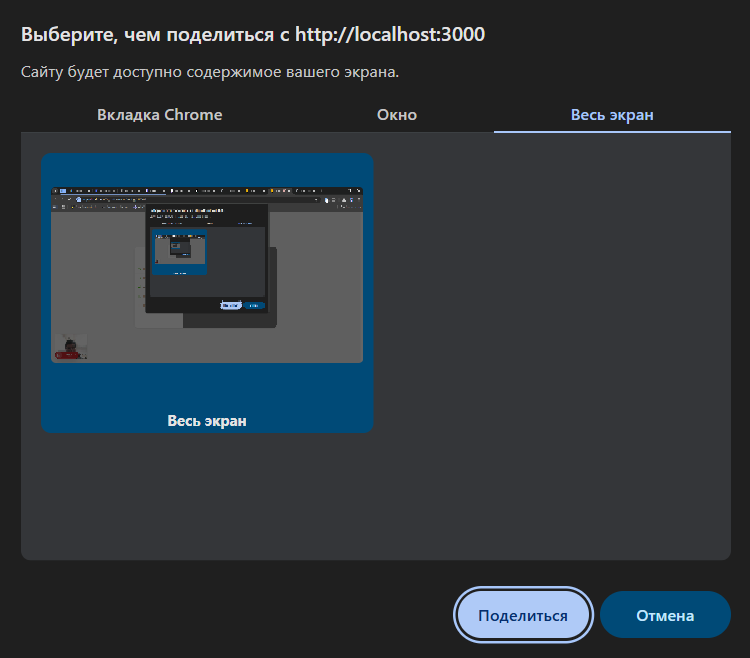 Выберите, чем поделиться с http://localhost:3000
Сайту будет доступно содержимое вашего экрана.
Вкладка Chrome Окно Весь экран
Весь экран
Поделиться Отмена